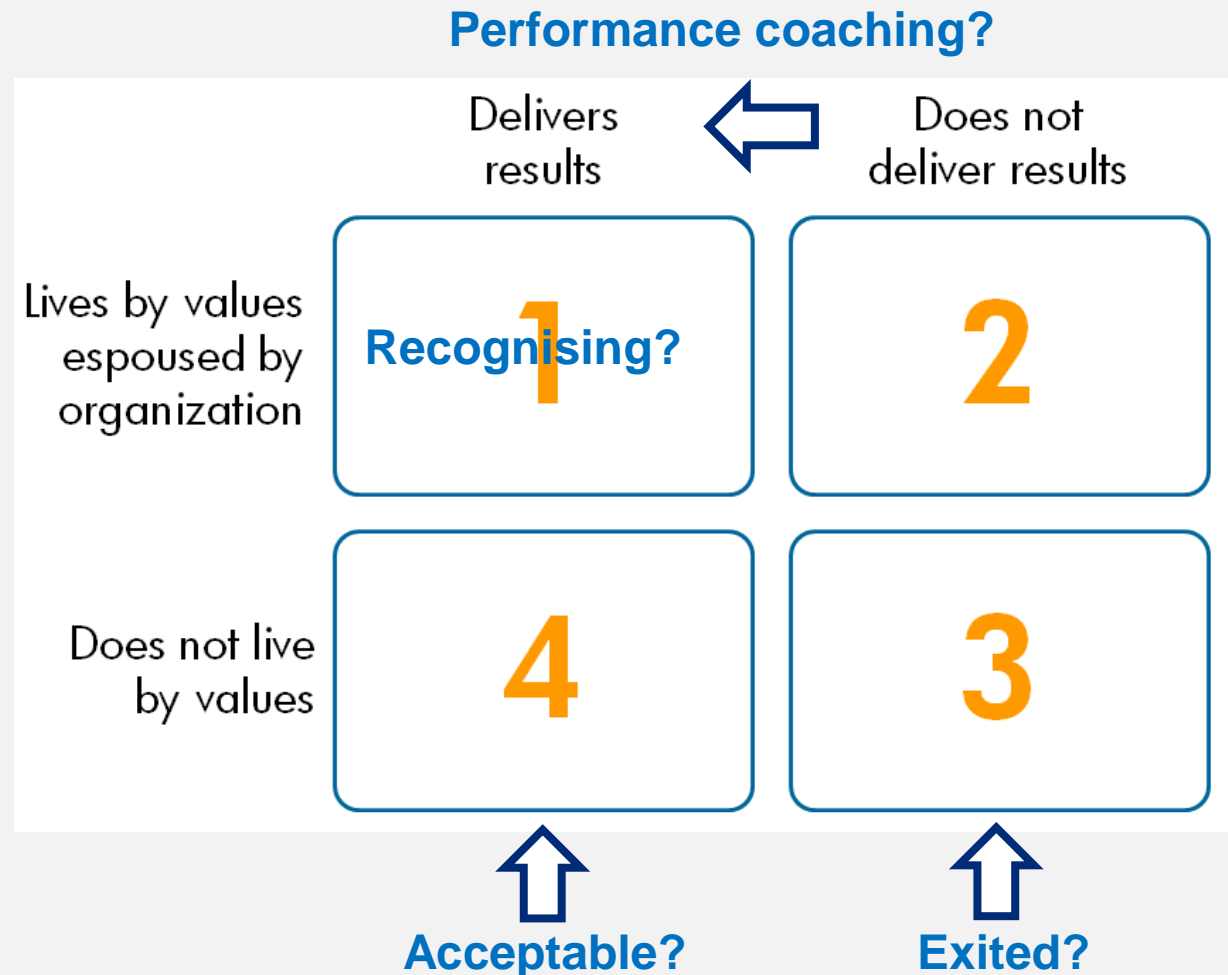 Performance coaching?
Delivers
results
Does not
deliver results
Lives by values
espoused by
organization
1
Recognising?
2
Does not live
by values
4
3
Acceptable?
Exited?